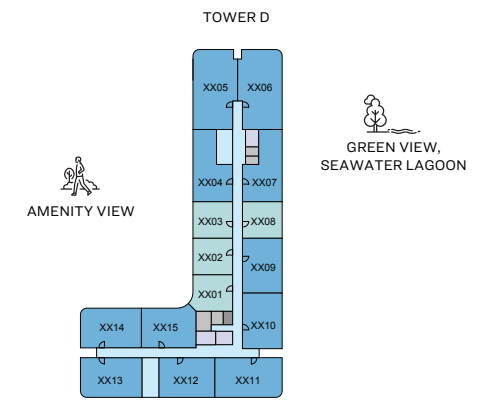 TOWER D
XX05 XX06
GREEN VIEW,
SEAWATER LAGOON
AMENITY VIEW
XX04 XX07
XX03 XX08
XX02
XX09
XX01
XX14 XX15 XX10
XX13 XX12 XX11